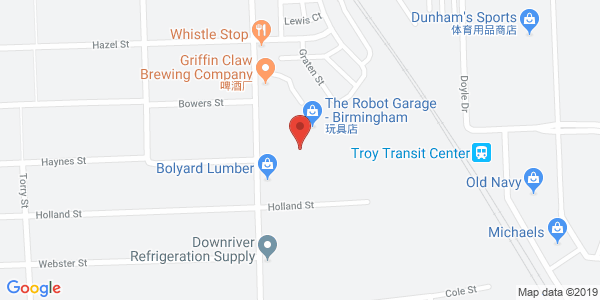 Lewis Ct
Dunham's Sports
体育用品商店
Whistle Stop
Hazel St
Graten St
Griffin Claw
Brewing Company
啤酒厂
Doyle Dr
Bowers St
The Robot Garage
- Birmingham
玩具店
Troy Transit Center
Haynes St
Bolyard Lumber
Old Navy
Torry St
Holland St
Holland St
Michaels
Downriver
Refrigeration Supply
Webster St
Cole St
Google
Map data ©2019